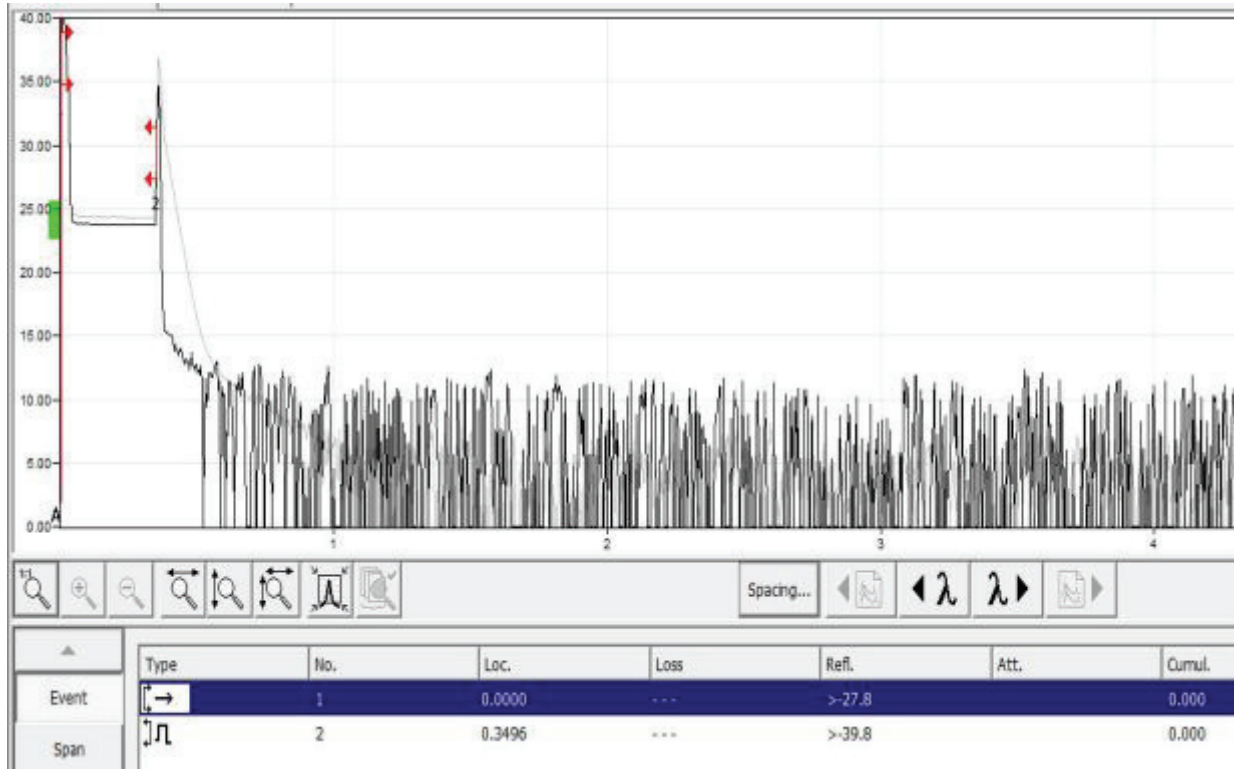 40.00
35.00
30.00
25.00
20.00
15.00
10.00
5.00
0.00
2
A
1 2 3 4
1:1
Spacing...
λ λ
Type No. Loc. Loss Refl. Att. Cumul.
Event 1 0.0000 --- >-27.8 0.000
Span 2 0.3496 --- >-39.8 0.000